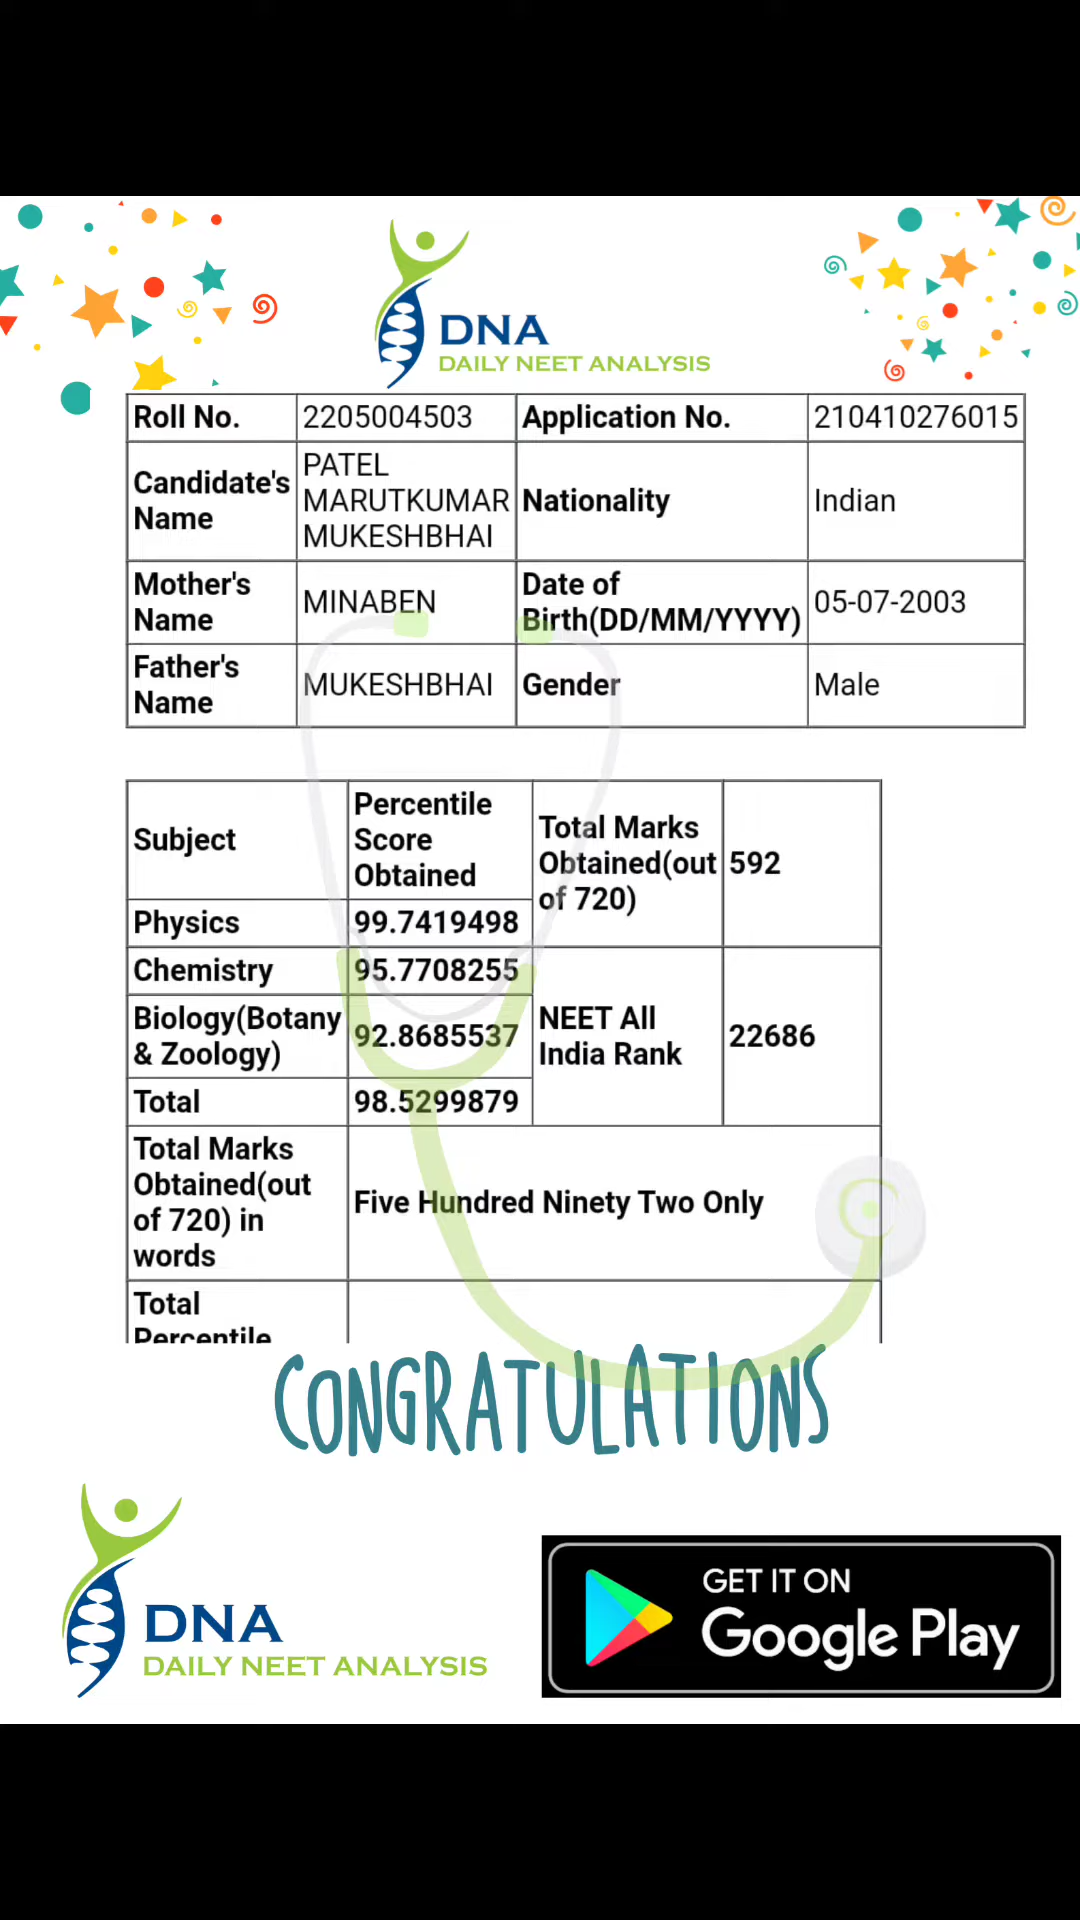 DNA
DAILY NEET ANALYSIS
Roll No. 2205004503 Application No. 210410276015
Candidate's Name PATEL MARUTKUMAR MUKESHBHAI Nationality Indian
Mother's Name MINABEN Date of Birth(DD/MM/YYYY) 05-07-2003
Father's Name MUKESHBHAI Gender Male
Subject Percentile Score Obtained Total Marks Obtained(out of 720) 592
Physics 99.7419498
Chemistry 95.7708255 NEET All India Rank 22686
Biology(Botany & Zoology) 92.8685537
Total 98.5299879
Total Marks Obtained(out of 720) in words Five Hundred Ninety Two Only
Total
Percentile
CONGRATULATIONS
DNA
DAILY NEET ANALYSIS
GET IT ON
Google Play